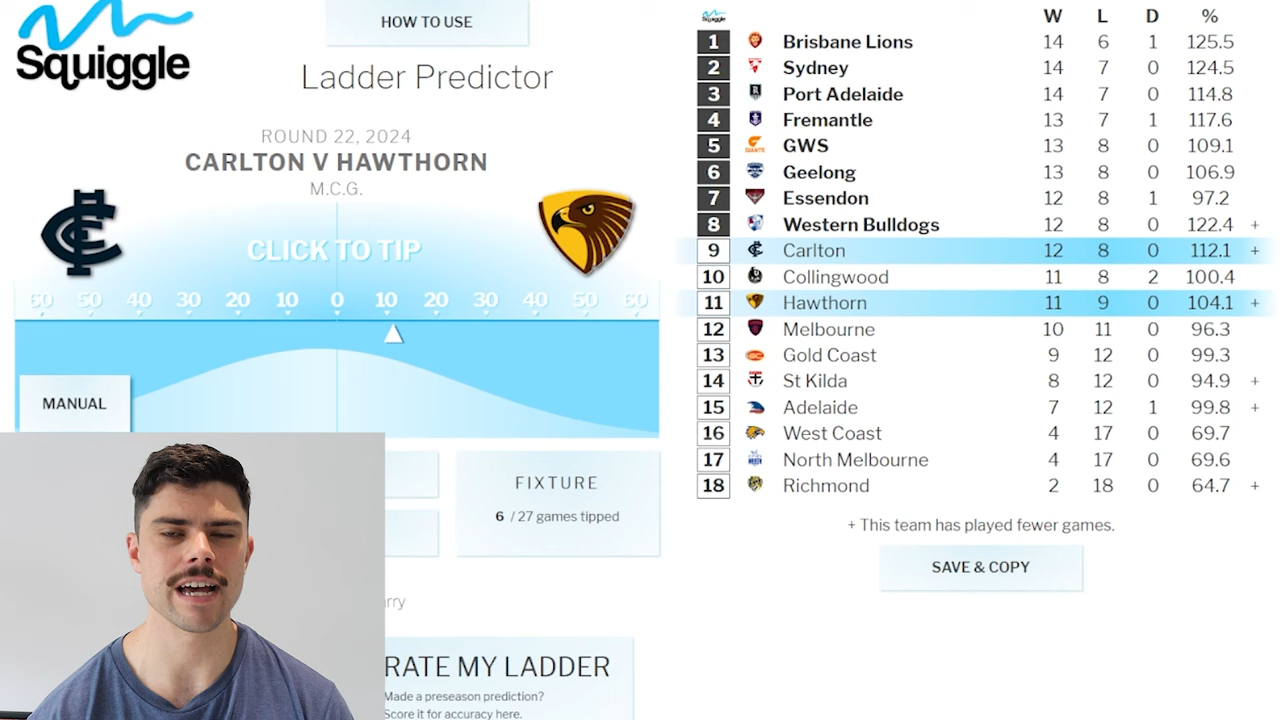 Squiggle
HOW TO USE
Ladder Predictor
ROUND 22, 2024
CARLTON V HAWTHORN
M.C.G.
CLICK TO TIP
60 50 40 30 20 10 0 10 20 30 40 50 60
MANUAL
FIXTURE
6 / 27 games tipped
RATE MY LADDER
Made a preseason prediction?
Score it for accuracy here.
Squiggle W L D %
1 Brisbane Lions 14 6 1 125.5
2 Sydney 14 7 0 124.5
3 Port Adelaide 14 7 0 114.8
4 Fremantle 13 7 1 117.6
5 GWS 13 8 0 109.1
6 Geelong 13 8 0 106.9
7 Essendon 12 8 1 97.2
8 Western Bulldogs 12 8 0 122.4 +
9 Carlton 12 8 0 112.1 +
10 Collingwood 11 8 2 100.4
11 Hawthorn 11 9 0 104.1 +
12 Melbourne 10 11 0 96.3
13 Gold Coast 9 12 0 99.3
14 St Kilda 8 12 0 94.9 +
15 Adelaide 7 12 1 99.8 +
16 West Coast 4 17 0 69.7
17 North Melbourne 4 17 0 69.6
18 Richmond 2 18 0 64.7 +
+ This team has played fewer games.
SAVE & COPY